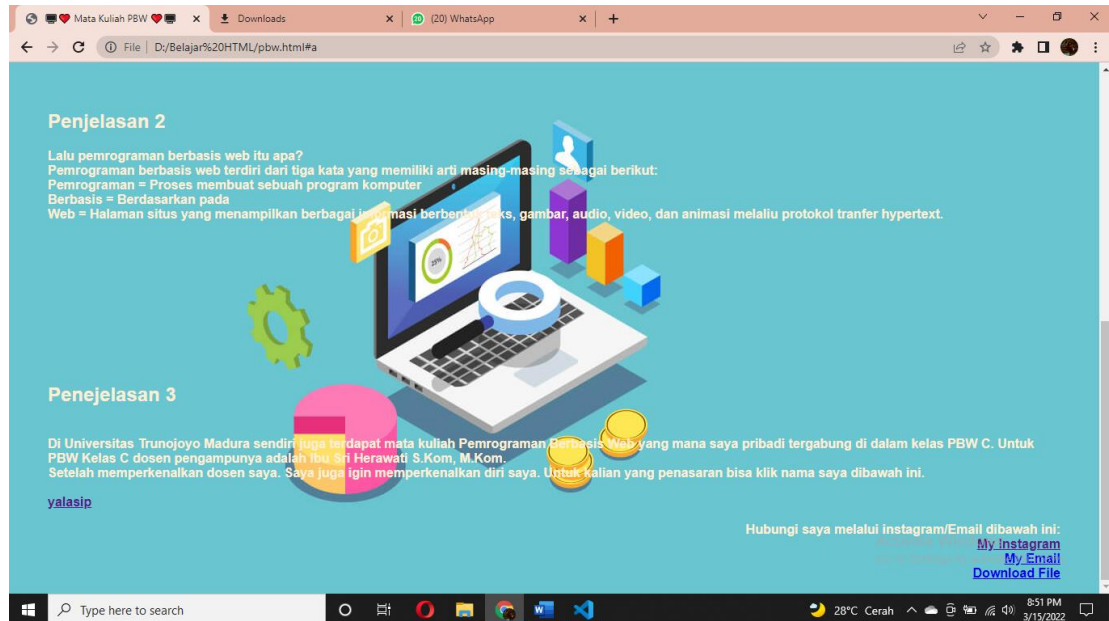 Mata Kuliah PBW
Downloads
(20) WhatsApp
File D:/Belajar%20HTML/pbw.html#a
Penjelasan 2
Lalu pemrograman berbasis web itu apa?
Pemrograman berbasis web terdiri dari tiga kata yang memiliki arti masing-masing sebagai berikut:
Pemrograman = Proses membuat sebuah program komputer
Berbasis = Berdasarkan pada
Web = Halaman situs yang menampilkan berbagai informasi berbentuk teks, gambar, audio, video, dan animasi melaliu protokol tranfer hypertext.
25%
Penejelasan 3
Di Universitas Trunojoyo Madura sendiri juga terdapat mata kuliah Pemrograman Berbasis Web yang mana saya pribadi tergabung di dalam kelas PBW C. Untuk
PBW Kelas C dosen pengampunya adalah Ibu Sri Herawati S.Kom, M.Kom.
Setelah memperkenalkan dosen saya. Saya juga igin memperkenalkan diri saya. Untuk kalian yang penasaran bisa klik nama saya dibawah ini.
yalasip
Hubungi saya melalui instagram/Email dibawah ini:
My Instagram
My Email
Download File
Type here to search
28°C Cerah
8:51 PM
3/15/2022